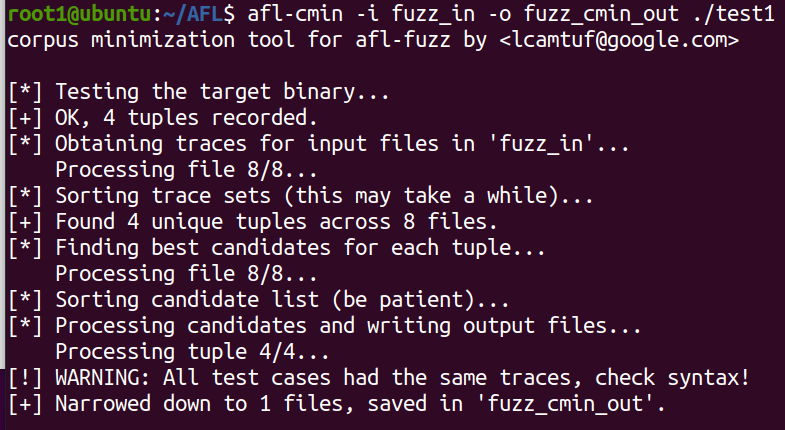 root1@ubuntu:~/AFL$ afl-cmin -i fuzz_in -o fuzz_cmin_out ./test1
corpus minimization tool for afl-fuzz by <lcamtuf@google.com>

[*] Testing the target binary...
[+] OK, 4 tuples recorded.
[*] Obtaining traces for input files in 'fuzz_in'...
    Processing file 8/8...
[*] Sorting trace sets (this may take a while)...
[+] Found 4 unique tuples across 8 files.
[*] Finding best candidates for each tuple...
    Processing file 8/8...
[*] Sorting candidate list (be patient)...
[*] Processing candidates and writing output files...
    Processing tuple 4/4...
[!] WARNING: All test cases had the same traces, check syntax!
[+] Narrowed down to 1 files, saved in 'fuzz_cmin_out'.